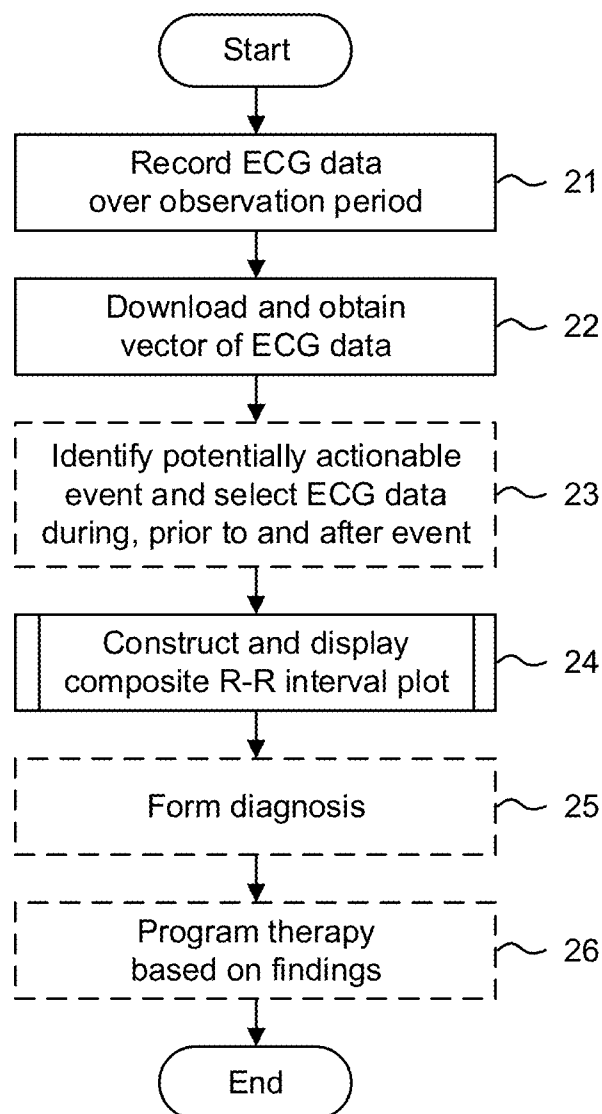 Start
Record ECG data
over observation period
21
Download and obtain
vector of ECG data
22
Identify potentially actionable
event and select ECG data
during, prior to and after event
23
Construct and display
composite R-R interval plot
24
Form diagnosis
25
Program therapy
based on findings
26
End